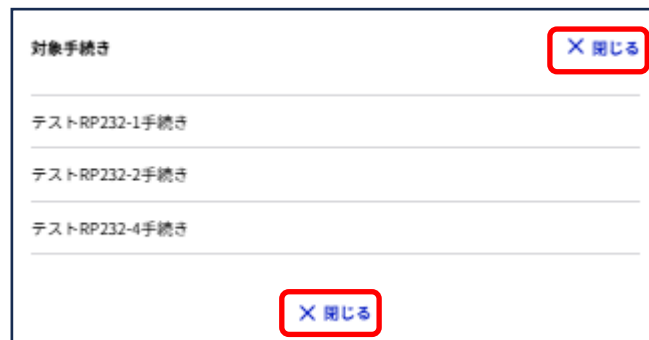 対象手続き × 閉じる
テストRP232-1手続き
テストRP232-2手続き
テストRP232-4手続き
× 閉じる